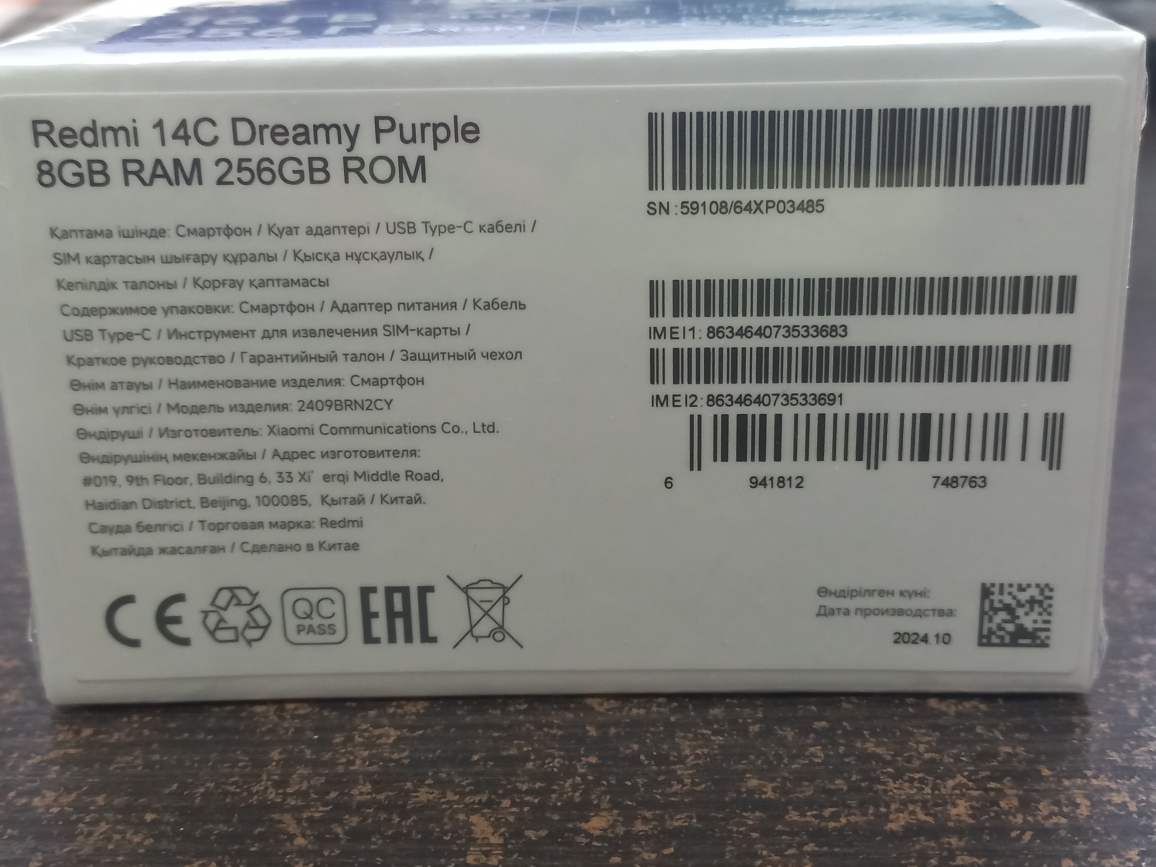 Redmi 14C Dreamy Purple
8GB RAM 256GB ROM
Қаптама ішінде: Смартфон / Қуат адаптері / USB Type-C кабелі /
SIM картасын шығару құралы / Қысқа нұсқаулық /
Кепілдік талоны / Қорғау қаптамасы
Содержимое упаковки: Смартфон / Адаптер питания / Кабель
USB Type-C / Инструмент для извлечения SIM-карты /
Краткое руководство / Гарантийный талон / Защитный чехол
Өнім атауы / Наименование изделия: Смартфон
Өнім үлгісі / Модель изделия: 2409BRN2CY
Өндіруші / Изготовитель: Xiaomi Communications Co., Ltd.
Өндірушінің мекенжайы / Адрес изготовителя:
#019, 9th Floor, Building 6, 33 Xi' erqi Middle Road,
Haidian District, Beijing, 100085, Қытай / Китай.
Сауда белгісі / Торговая марка: Redmi
Қытайда жасалған / Сделано в Китае
CE
QC
PASS
EAC
SN:59108/64XP03485
IMEI1: 863464073533683
IMEI2:863464073533691
6 941812 748763
Өндірілген күні:
Дата производства:
2024.10